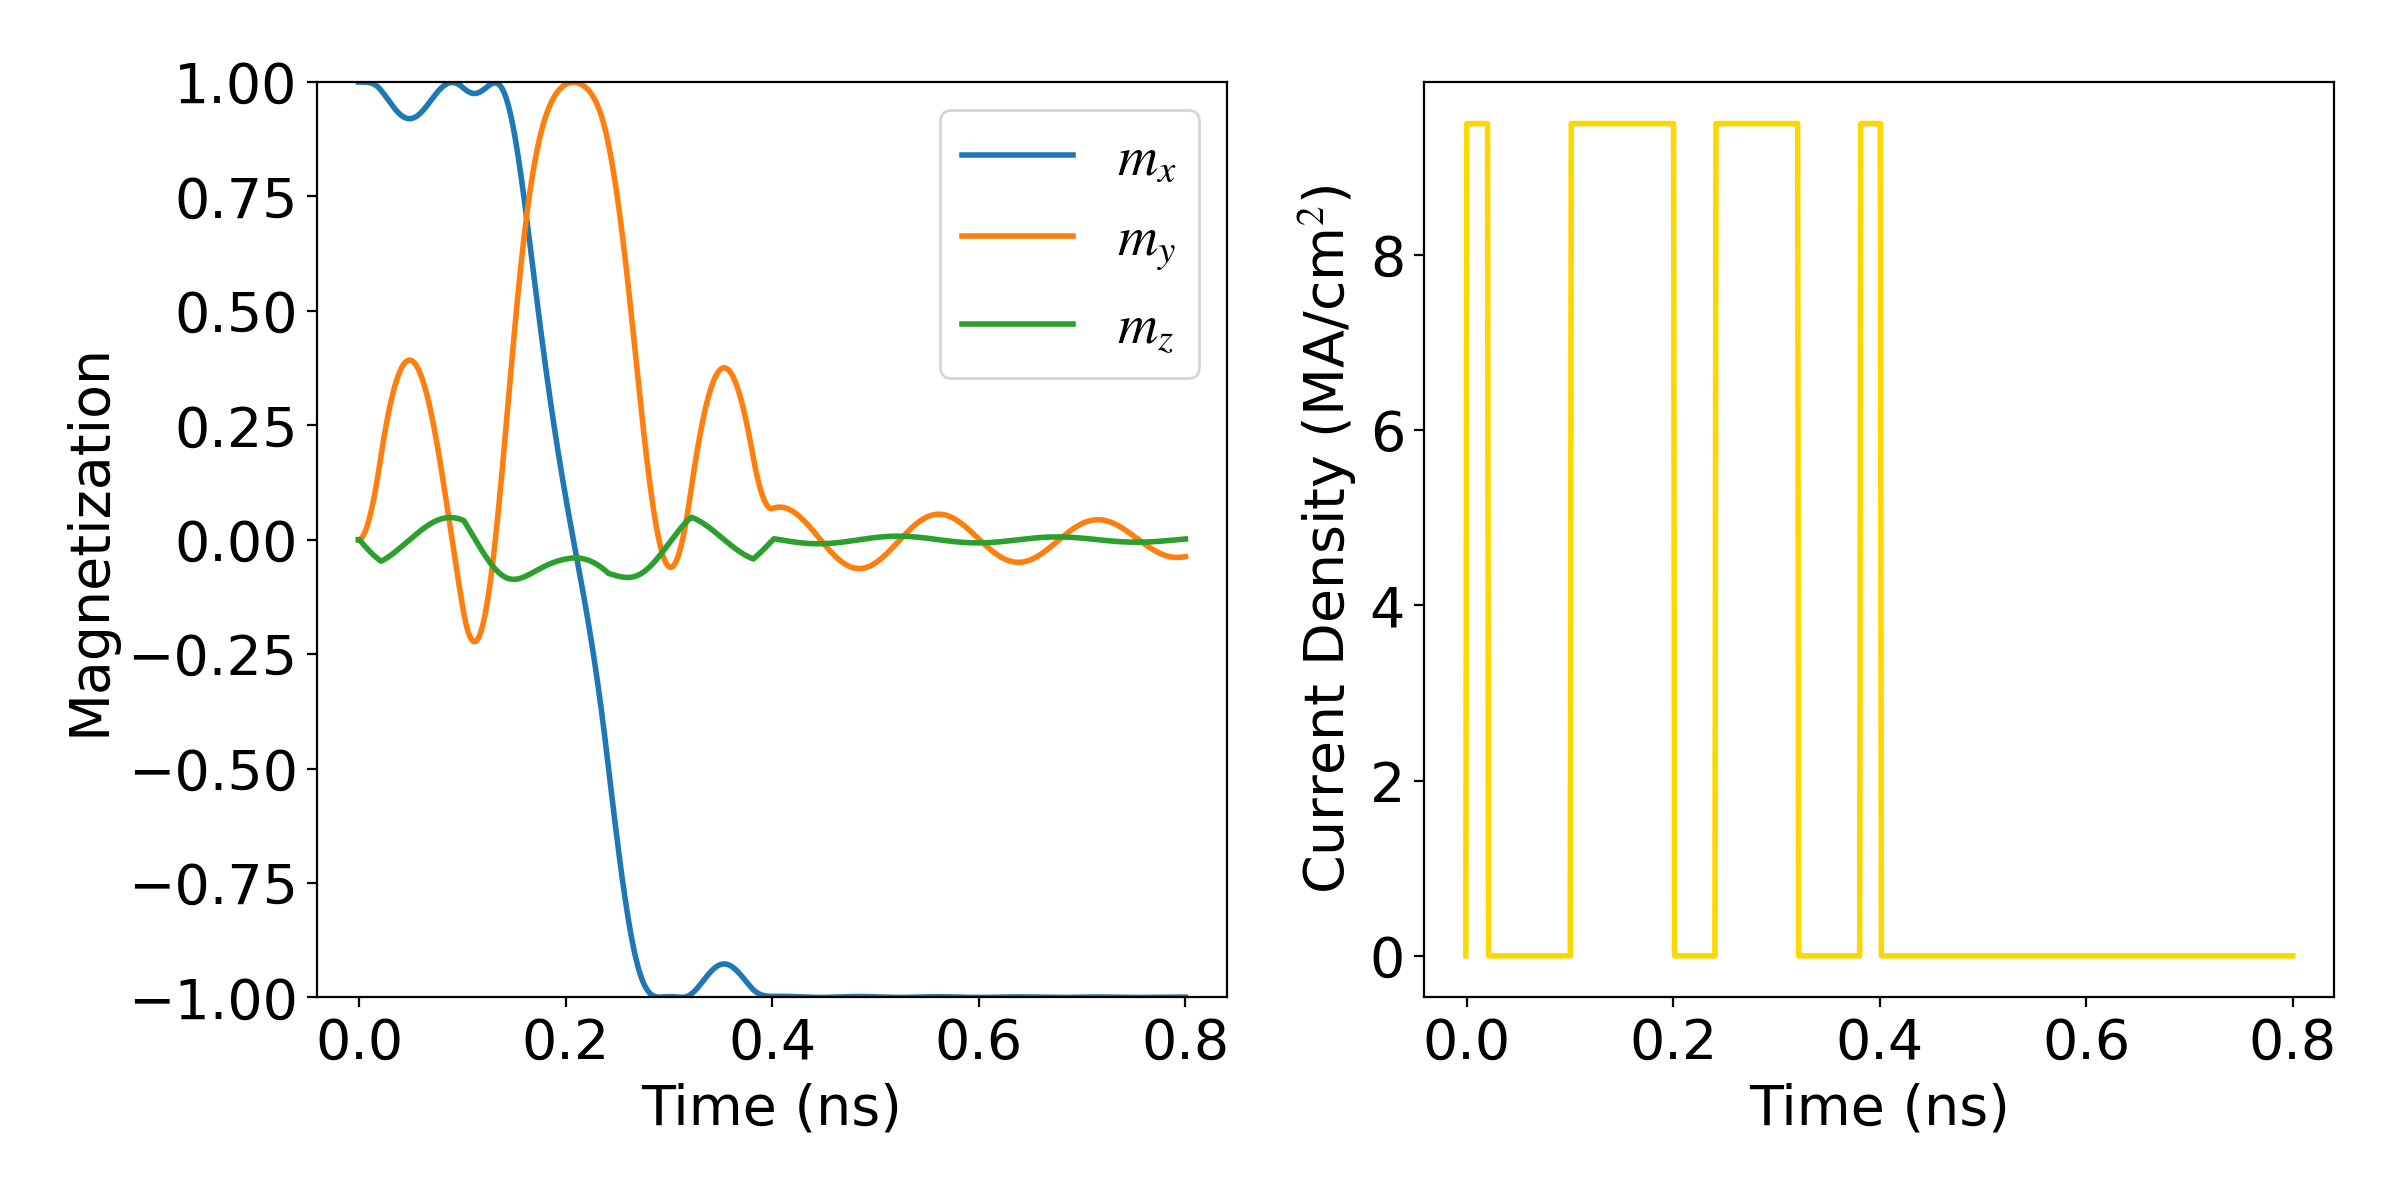 1.00
0.75
0.50
0.25
0.00
−0.25
−0.50
−0.75
−1.00
Magnetization
0.0 0.2 0.4 0.6 0.8
Time (ns)
m_x
m_y
m_z
8
6
4
2
0
Current Density (MA/cm²)
0.0 0.2 0.4 0.6 0.8
Time (ns)